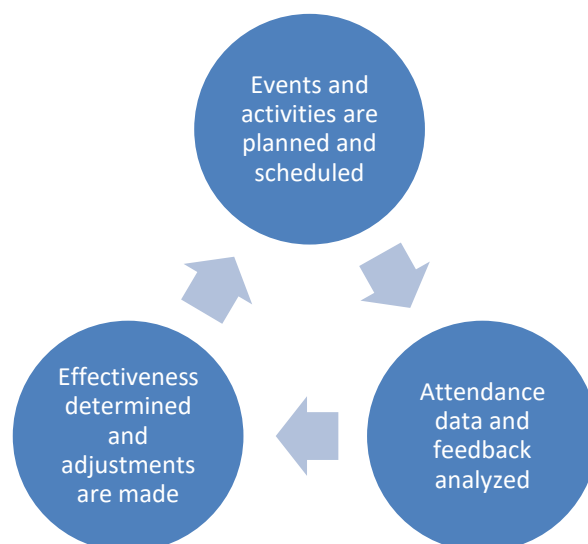 Events and
activities are
planned and
scheduled
Attendance
data and
feedback
analyzed
Effectiveness
determined
and
adjustments
are made